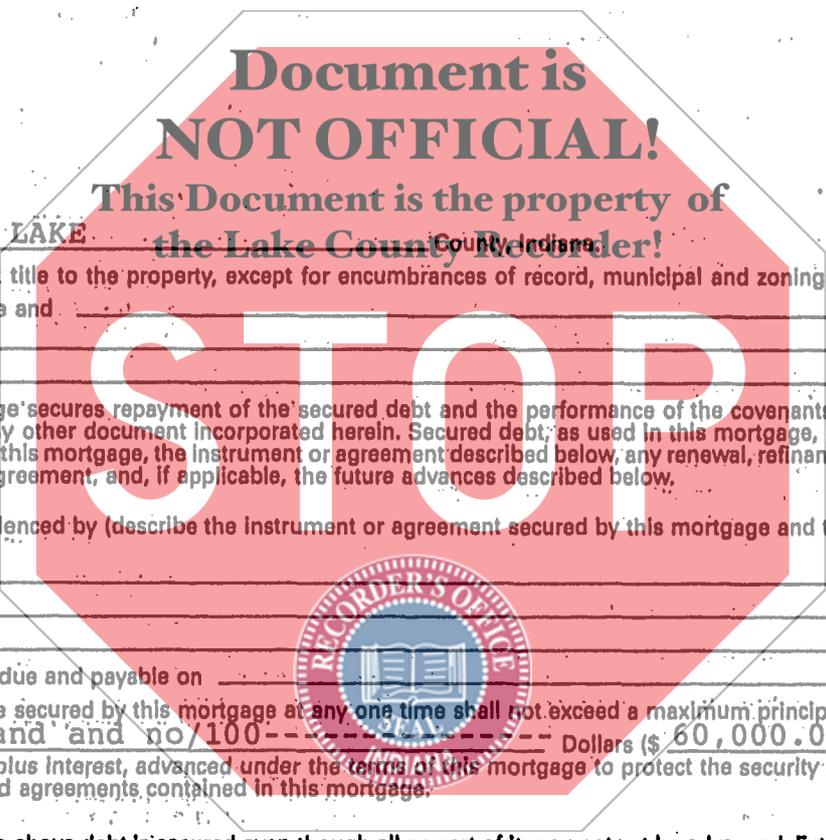 Document is
NOT OFFICIAL!
This Document is the property of
the Lake County Recorder!
LAKE County, Indiana.
title to the property, except for encumbrances of record, municipal and zoning
and
STOP
secures repayment of the secured debt and the performance of the covenants
other document incorporated herein. Secured debt, as used in this mortgage,
this mortgage, the instrument or agreement described below, any renewal,
and, if applicable, the future advances described below.
by (describe the instrument or agreement secured by this mortgage and
RECORDER'S OFFICE
SEAL
INDIANA
due and payable on
secured by this mortgage at any one time shall not exceed a maximum
and no/100------------------- Dollars ($ 60,000.0
plus interest, advanced under the terms of this mortgage to protect the security
agreements contained in this mortgage.